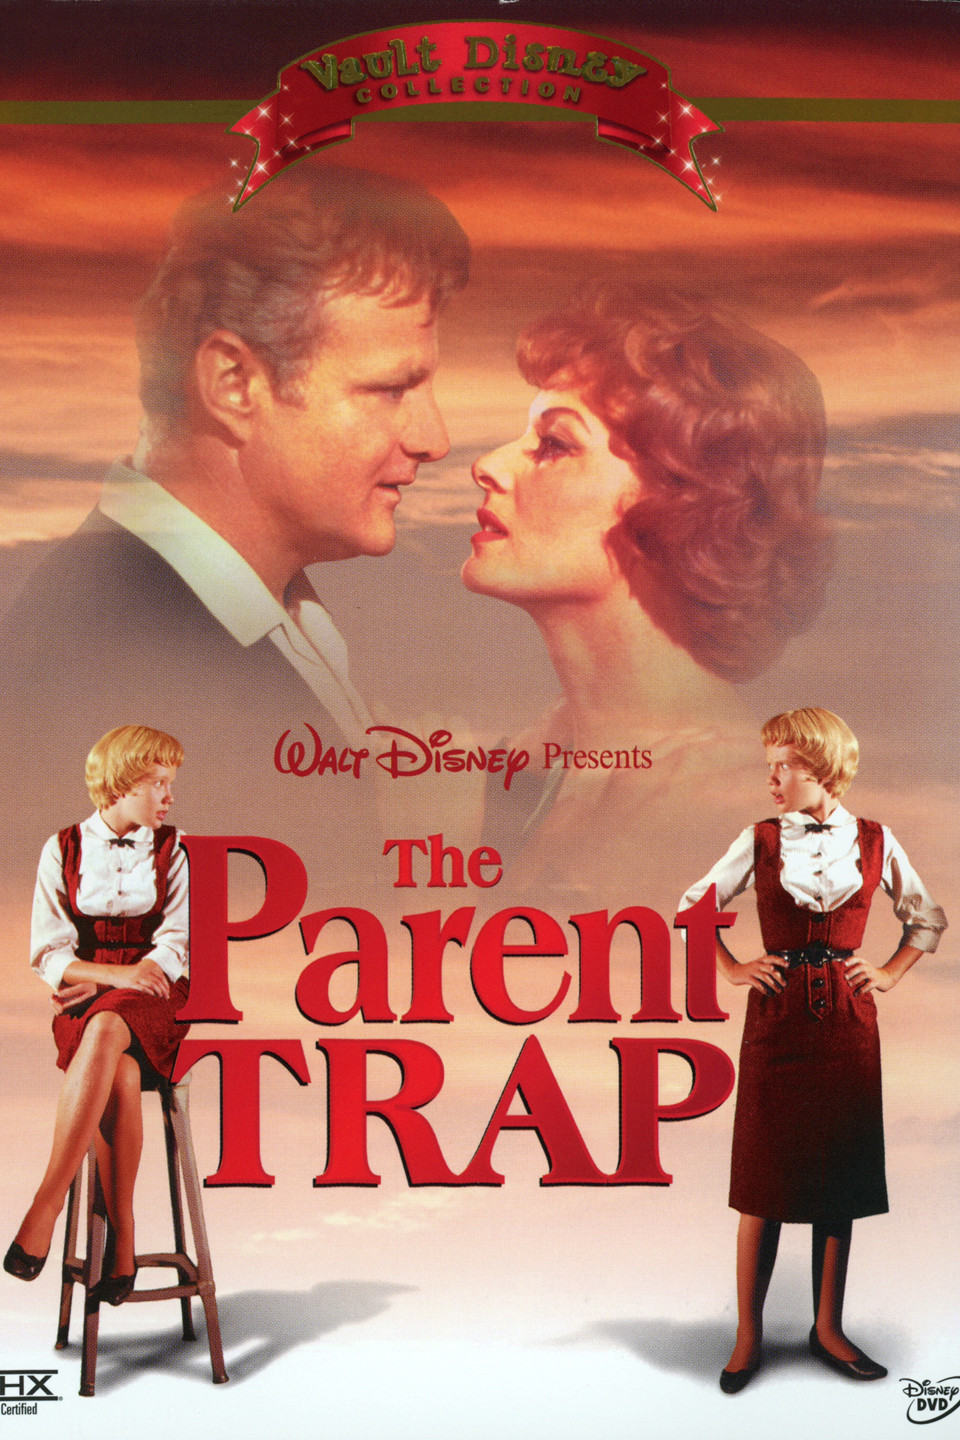 Vault Disney
COLLECTION
WALT DISNEY Presents
The
Parent
TRAP
HX
Certified
DISNEY
DVD